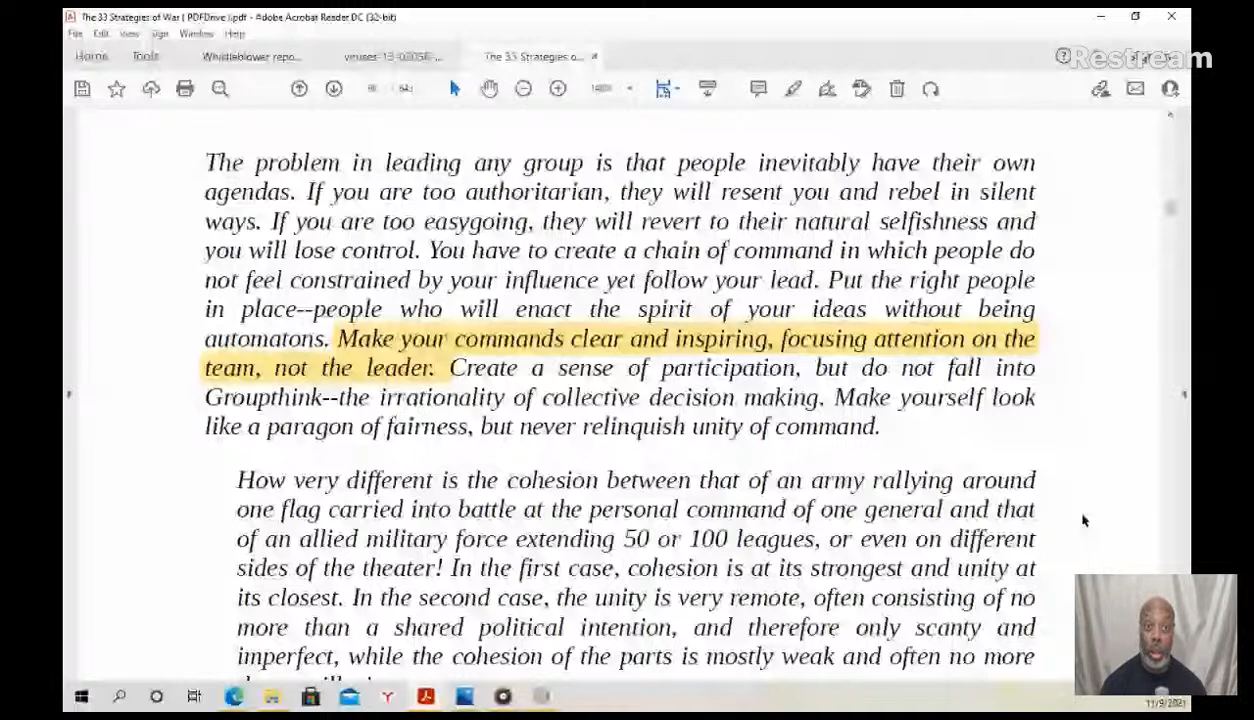 The 33 Strategies of War ( PDFDrive ).pdf - Adobe Acrobat Reader DC (32-bit)
File Edit View Sign Window Help
Home Tools Whistleblower repo... The 33 Strategies o...
Restream
The problem in leading any group is that people inevitably have their own
agendas. If you are too authoritarian, they will resent you and rebel in silent
ways. If you are too easygoing, they will revert to their natural selfishness and
you will lose control. You have to create a chain of command in which people do
not feel constrained by your influence yet follow your lead. Put the right people
in place--people who will enact the spirit of your ideas without being
automatons. Make your commands clear and inspiring, focusing attention on the
team, not the leader. Create a sense of participation, but do not fall into
Groupthink--the irrationality of collective decision making. Make yourself look
like a paragon of fairness, but never relinquish unity of command.
How very different is the cohesion between that of an army rallying around
one flag carried into battle at the personal command of one general and that
of an allied military force extending 50 or 100 leagues, or even on different
sides of the theater! In the first case, cohesion is at its strongest and unity at
its closest. In the second case, the unity is very remote, often consisting of no
more than a shared political intention, and therefore only scanty and
imperfect, while the cohesion of the parts is mostly weak and often no more
11/9/2021